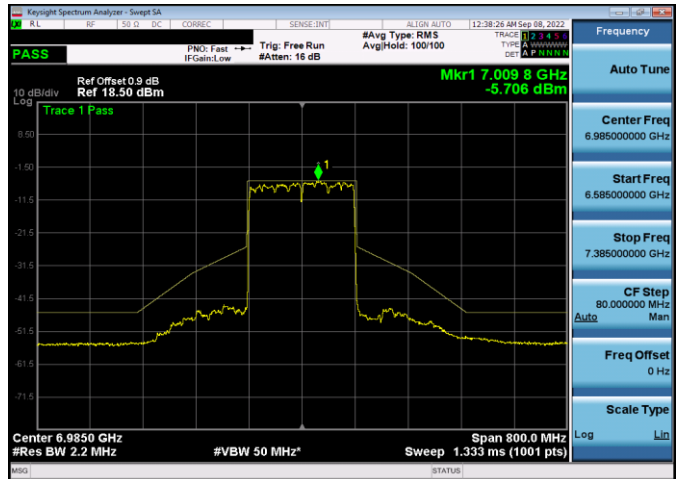 Keysight Spectrum Analyzer - Swept SA
RL RF 50 Ω DC CORREC SENSE:INT ALIGN AUTO 12:38:26 AM Sep 08, 2022
PASS
PNO: Fast
IFGain:Low
Trig: Free Run
#Atten: 16 dB
#Avg Type: RMS
Avg|Hold: 100/100
TRACE 1 2 3 4 5 6
TYPE A W W W W W
DET A P N N N N
Ref Offset 0.9 dB
Ref 18.50 dBm
10 dB/div
Log
Mkr1 7.009 8 GHz
-5.706 dBm
Trace 1 Pass
8.50
-1.50
-11.5
-21.5
-31.5
-41.5
-51.5
-61.5
-71.5
1
Center 6.9850 GHz
#Res BW 2.2 MHz
#VBW 50 MHz*
Span 800.0 MHz
Sweep 1.333 ms (1001 pts)
MSG
STATUS
Frequency
Auto Tune
Center Freq
6.985000000 GHz
Start Freq
6.585000000 GHz
Stop Freq
7.385000000 GHz
CF Step
80.000000 MHz
Auto Man
Freq Offset
0 Hz
Scale Type
Log Lin